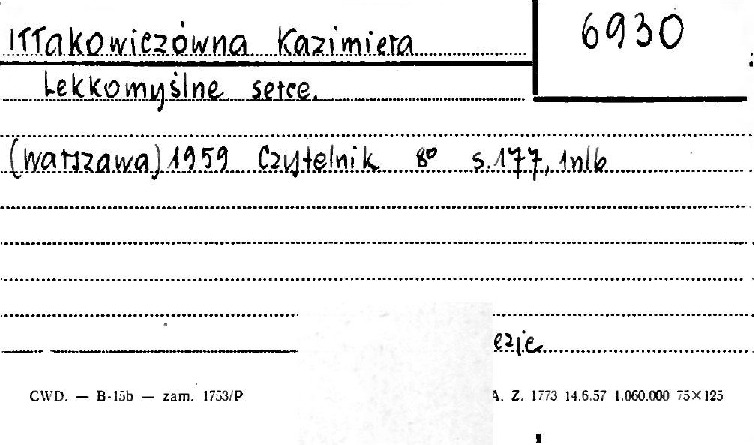 Iłłakowiczówna Kazimiera
6930
Lekkomyślne serce.
(Warszawa) 1959 Czytelnik 8° s.177, 1nlb
ezje
CWD. — B-15b — zam. 1753/P
A. Z. 1773 14.6.57 1.060.000 75×125